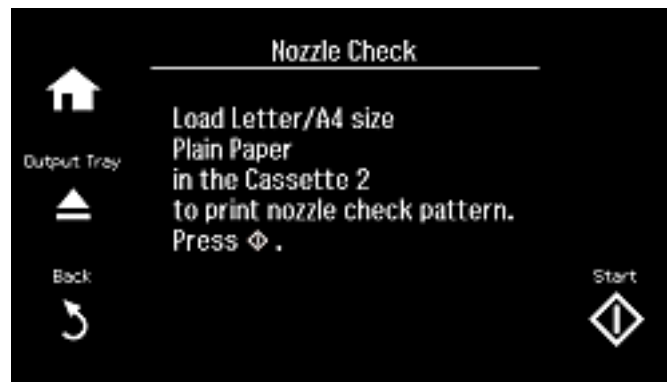 Nozzle Check
Load Letter/A4 size
Output Tray
Plain Paper
in the Cassette 2
to print nozzle check pattern.
Press ⟐ .
Back
Start